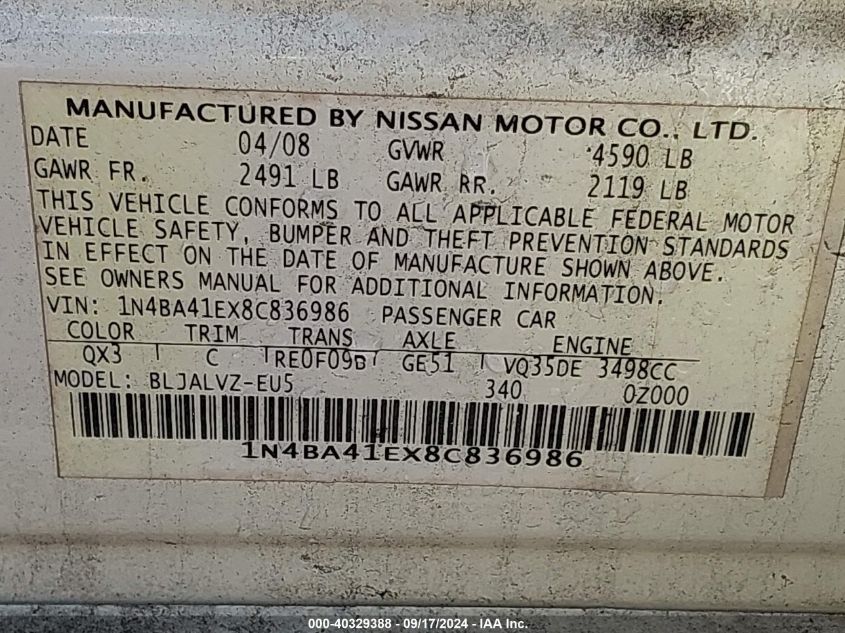 MANUFACTURED BY NISSAN MOTOR CO., LTD.
DATE 04/08 GVWR 4590 LB
GAWR FR. 2491 LB GAWR RR. 2119 LB
THIS VEHICLE CONFORMS TO ALL APPLICABLE FEDERAL MOTOR
VEHICLE SAFETY, BUMPER AND THEFT PREVENTION STANDARDS
IN EFFECT ON THE DATE OF MANUFACTURE SHOWN ABOVE.
SEE OWNERS MANUAL FOR ADDITIONAL INFORMATION.
VIN: 1N4BA41EX8C836986 PASSENGER CAR
COLOR TRIM TRANS AXLE ENGINE
QX3 C RE0F09B GE51 VQ35DE 3498CC
MODEL: BLJALVZ-EU5 340 0Z000
1N4BA41EX8C836986
000-40329388 - 09/17/2024 - IAA Inc.